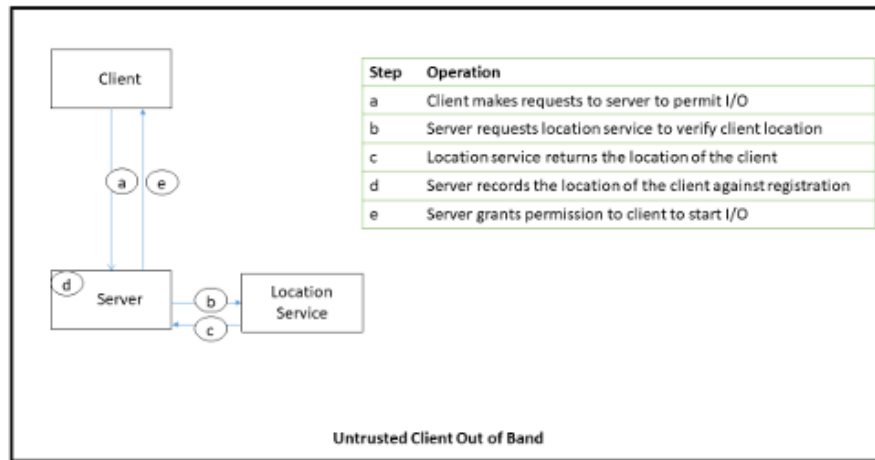 Client
a
e
d
Server
b
c
Location
Service
Step Operation
a Client makes requests to server to permit I/O
b Server requests location service to verify client location
c Location service returns the location of the client
d Server records the location of the client against registration
e Server grants permission to client to start I/O
Untrusted Client Out of Band